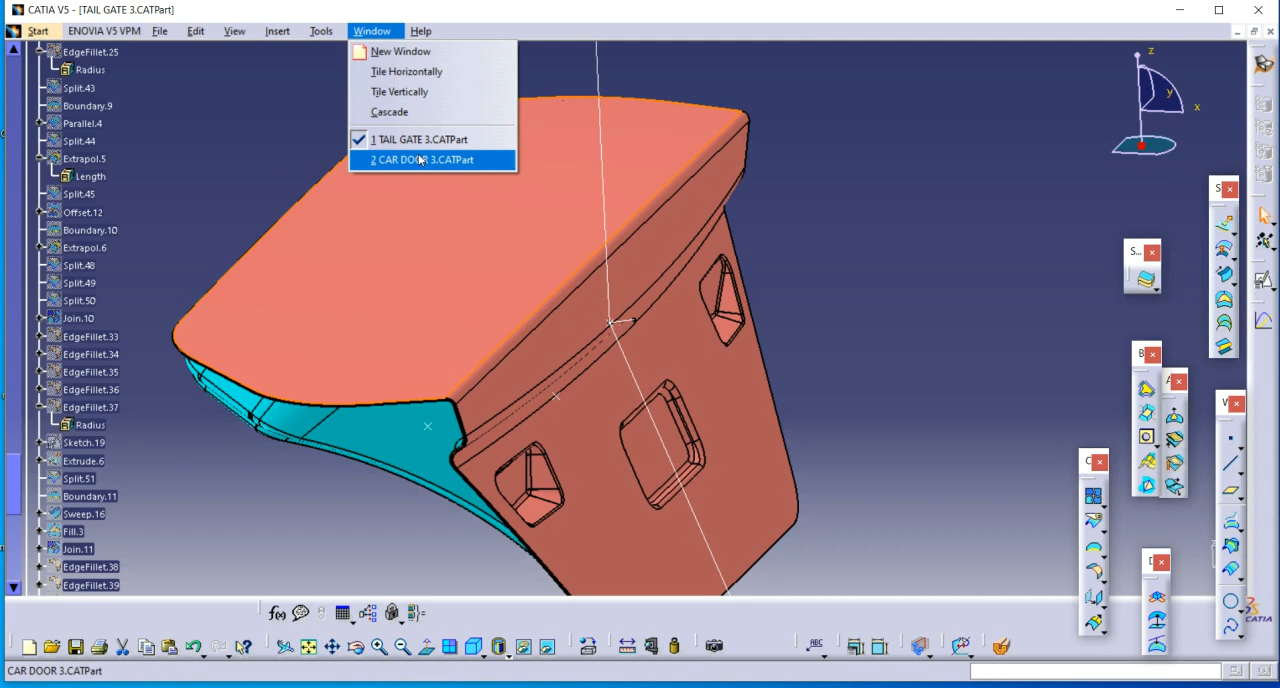 CATIA V5 - [TAIL GATE 3.CATPart]
Start ENOVIA V5 VPM File Edit View Insert Tools Window Help
New Window
Tile Horizontally
Tile Vertically
Cascade
1 TAIL GATE 3.CATPart
2 CAR DOOR 3.CATPart
EdgeFillet.25
Radius
Split.43
Boundary.9
Parallel.4
Split.44
Extrapol.5
Length
Split.45
Offset.12
Boundary.10
Extrapol.6
Split.48
Split.49
Split.50
Join.10
EdgeFillet.33
EdgeFillet.34
EdgeFillet.35
EdgeFillet.36
EdgeFillet.37
Radius
Sketch.19
Extrude.6
Split.51
Boundary.11
Sweep.16
Fill.3
Join.11
EdgeFillet.38
EdgeFillet.39
z
y
x
S...
S...
B
W
C
f(x)
ABC
CATIA
CAR DOOR 3.CATPart